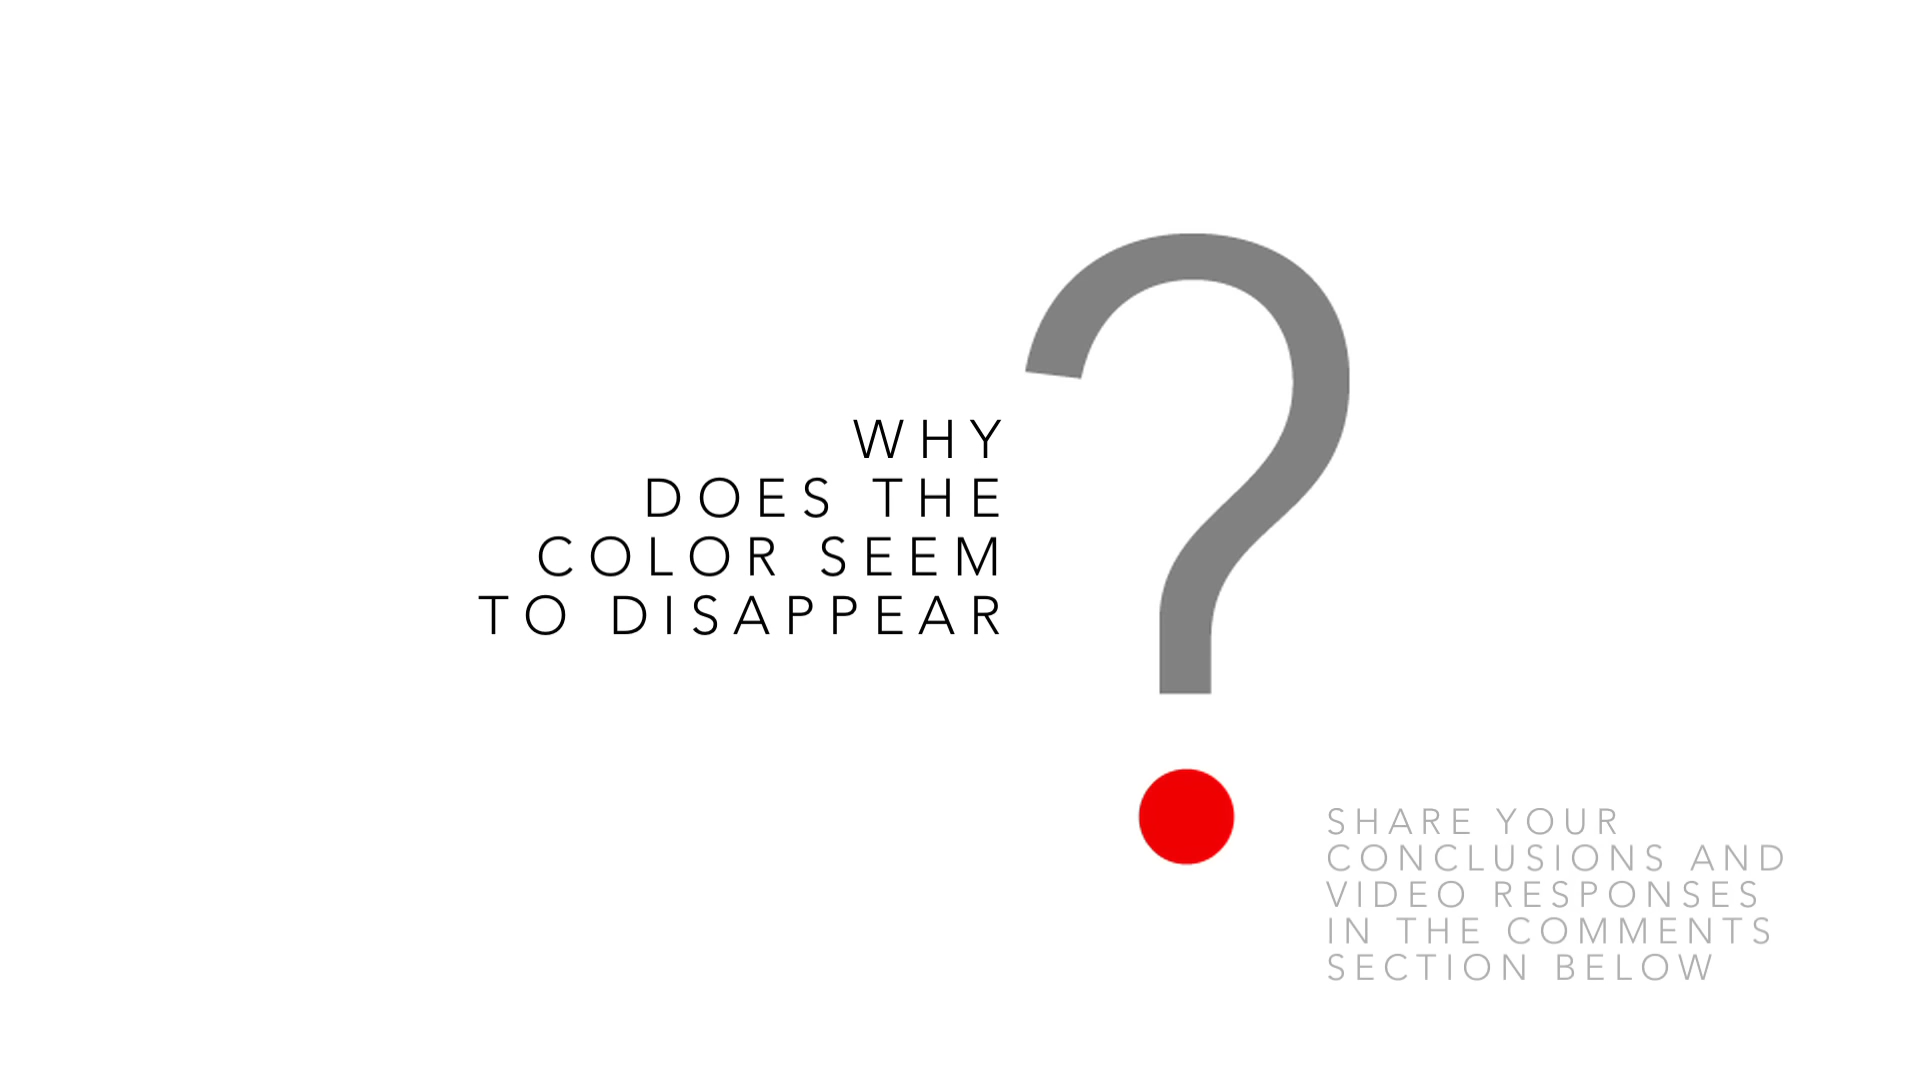 WHY
DOES THE
COLOR SEEM
TO DISAPPEAR
?
SHARE YOUR
CONCLUSIONS AND
VIDEO RESPONSES
IN THE COMMENTS
SECTION BELOW